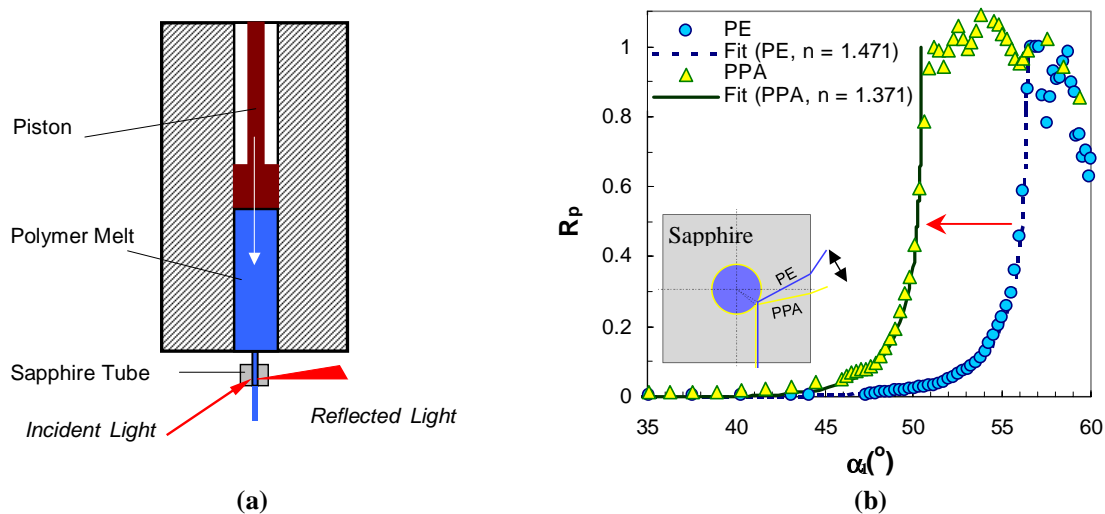 Piston
Polymer Melt
Sapphire Tube
Incident Light
Reflected Light
(a)
PE
Fit (PE, n = 1.471)
PPA
Fit (PPA, n = 1.371)
1
0.8
0.6
0.4
0.2
0
Rp
Sapphire
PE
PPA
35 40 45 50 55 60
αi(°)
(b)